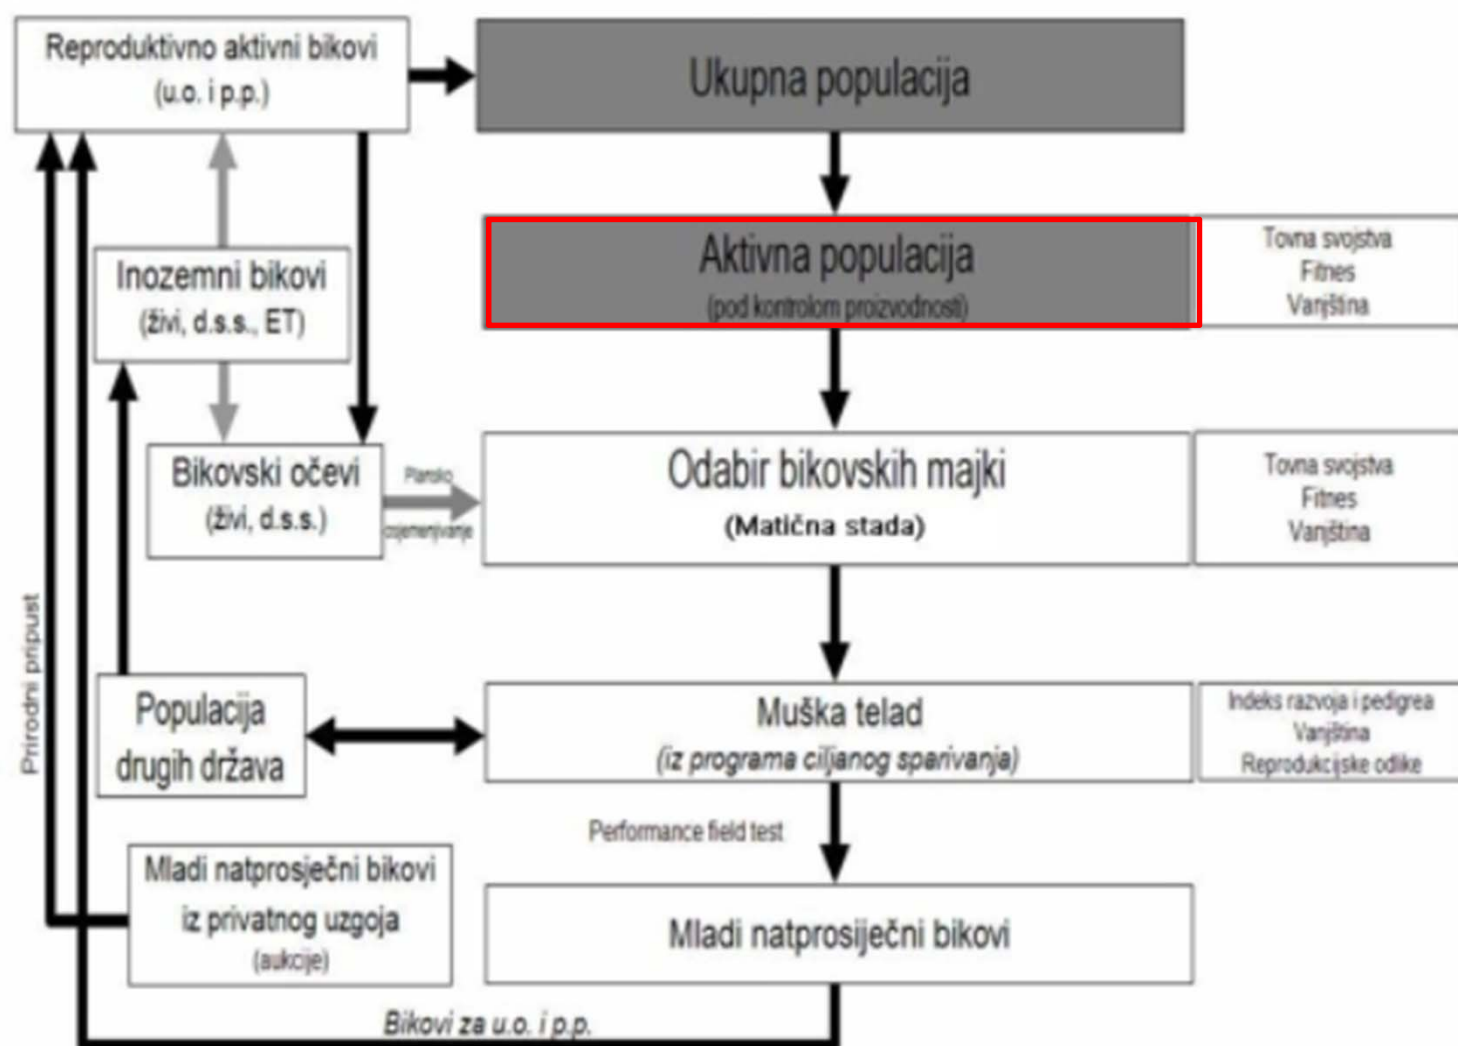 Reproduktivno aktivni bikovi
(u.o. i p.p.)
Ukupna populacija
Aktivna populacija
(pod kontrolom proizvodnosti)
Tovna svojstva
Fitnes
Vanjština
Inozemni bikovi
(živi, d.s.s., ET)
Bikovski očevi
(živi, d.s.s.)
Plansko
osjemenjivanje
Odabir bikovskih majki
(Matična stada)
Tovna svojstva
Fitnes
Vanjština
Prirodni pripust
Populacija
drugih država
Muška telad
(iz programa ciljanog sparivanja)
Indeks razvoja i pedigrea
Vanjština
Reprodukcijske odlike
Performance field test
Mladi natprosječni bikovi
iz privatnog uzgoja
(aukcije)
Mladi natprosiječni bikovi
Bikovi za u.o. i p.p.